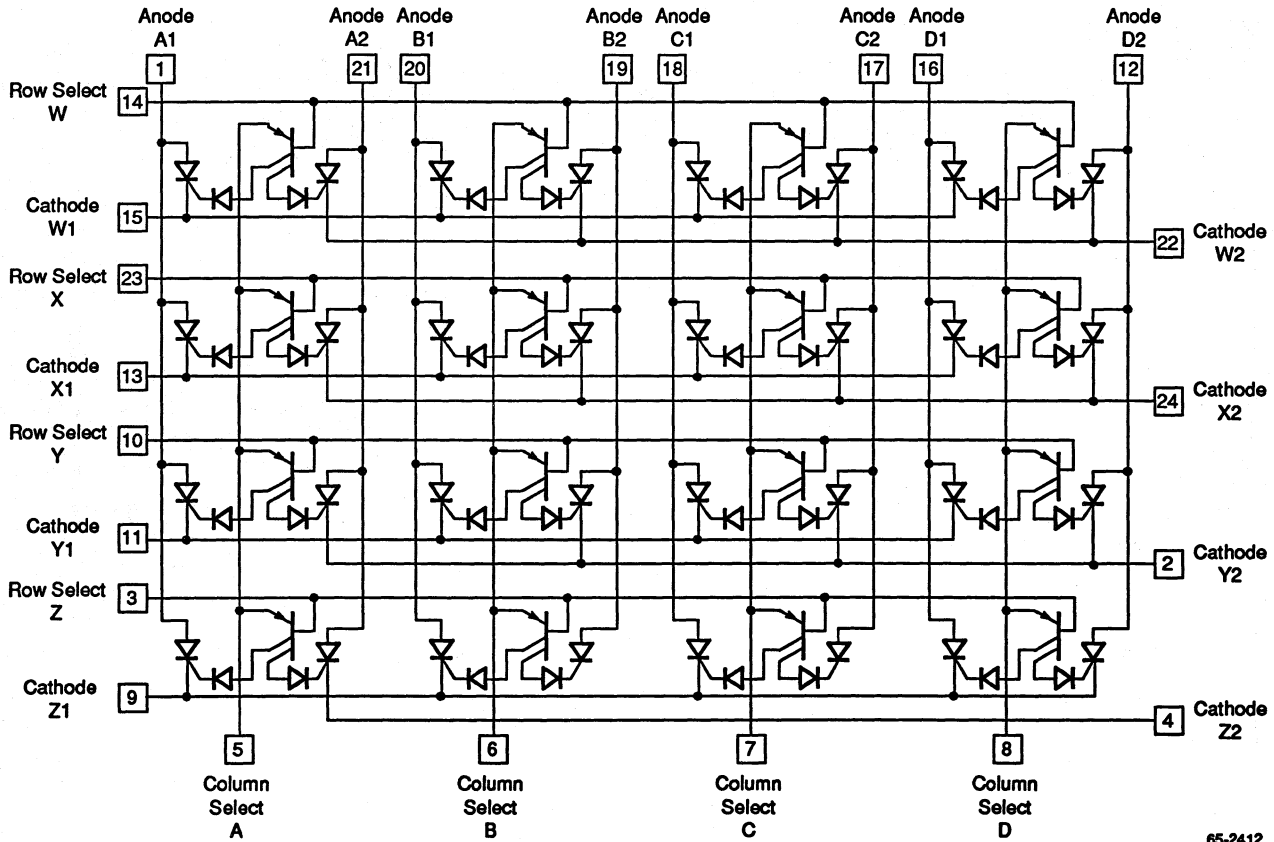 Anode A1
Anode A2
Anode B1
Anode B2
Anode C1
Anode C2
Anode D1
Anode D2
1
21
20
19
18
17
16
12
Row Select W
14
Cathode W1
15
22
Cathode W2
Row Select X
23
Cathode X1
13
24
Cathode X2
Row Select Y
10
Cathode Y1
11
2
Cathode Y2
Row Select Z
3
Cathode Z1
9
4
Cathode Z2
5
6
7
8
Column Select A
Column Select B
Column Select C
Column Select D
65-2412